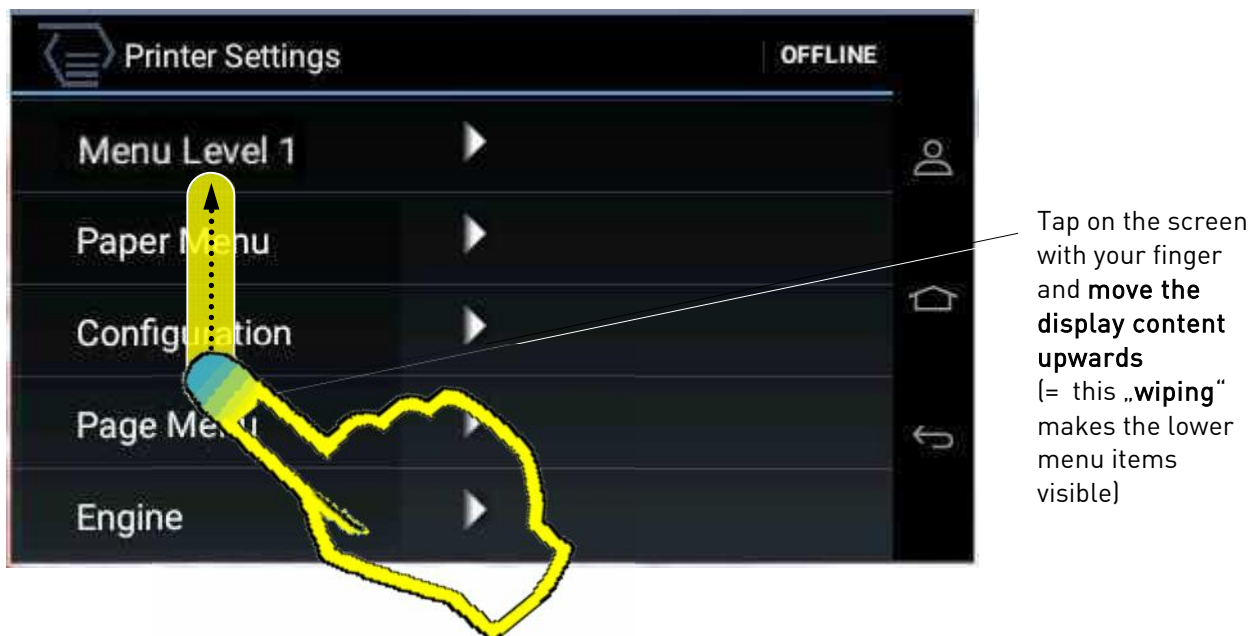 Printer Settings
OFFLINE
Menu Level 1
Paper Menu
Configuration
Page Menu
Engine
Tap on the screen
with your finger
and move the
display content
upwards
(= this „wiping“
makes the lower
menu items
visible)